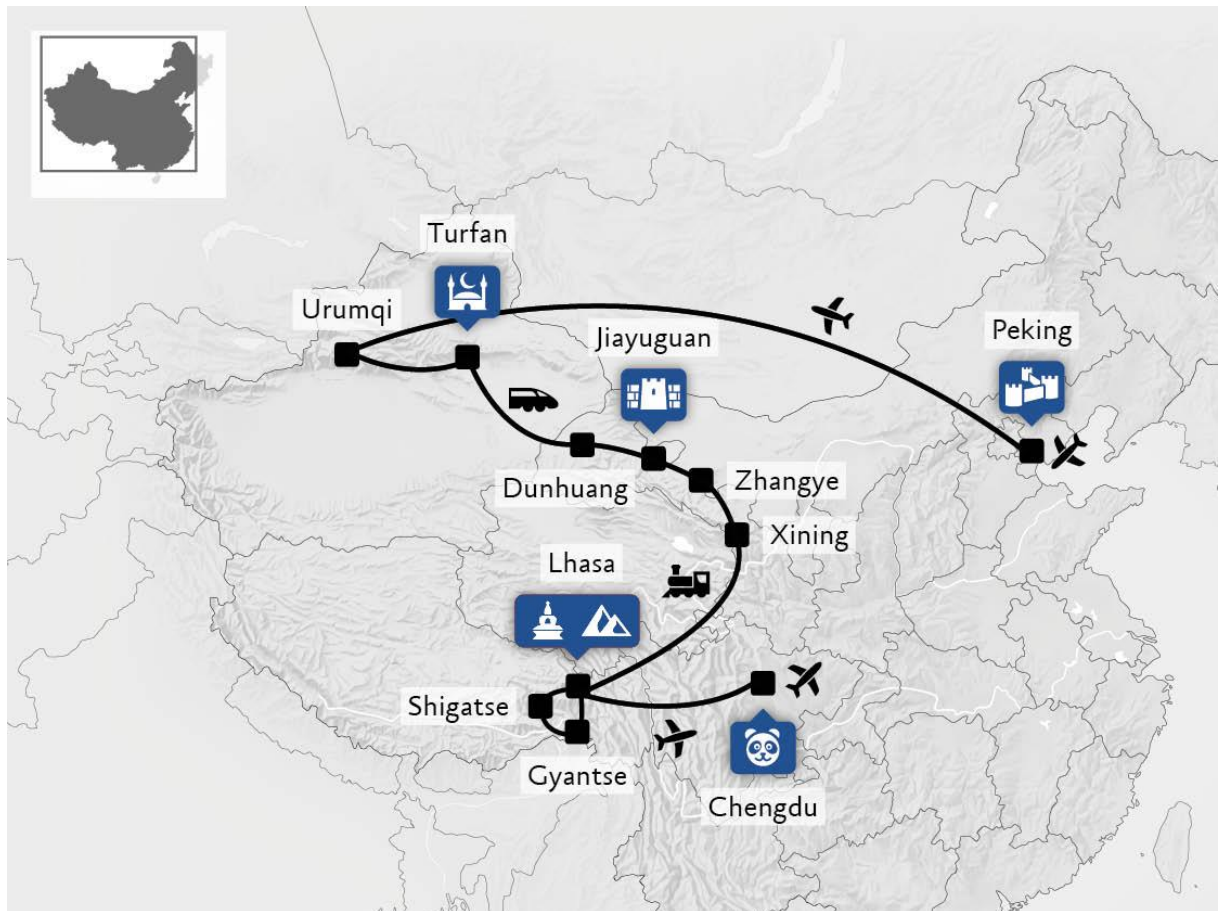 Turfan
Urumqi
Jiayuguan
Peking
Dunhuang
Zhangye
Xining
Lhasa
Shigatse
Gyantse
Chengdu